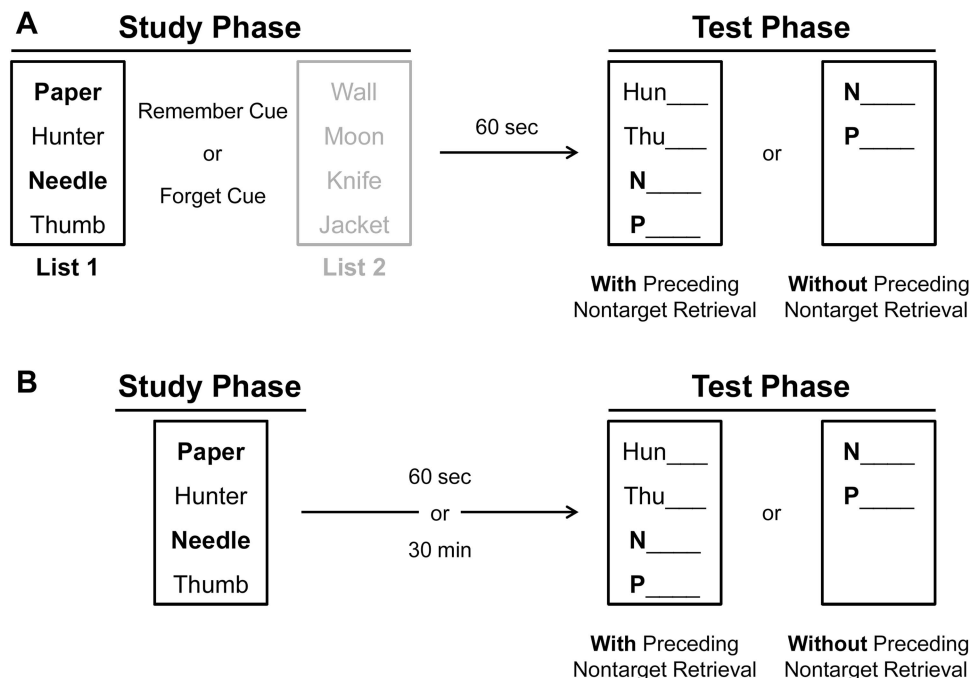 A
Study Phase
Test Phase
Paper
Hunter
Needle
Thumb
List 1
Remember Cue
or
Forget Cue
Wall
Moon
Knife
Jacket
List 2
60 sec
Hun___
Thu___
N____
P____
With Preceding
Nontarget Retrieval
or
N____
P____
Without Preceding
Nontarget Retrieval
B
Study Phase
Test Phase
Paper
Hunter
Needle
Thumb
60 sec
or
30 min
Hun___
Thu___
N____
P____
With Preceding
Nontarget Retrieval
or
N____
P____
Without Preceding
Nontarget Retrieval